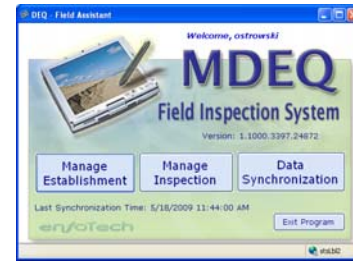 DEQ - Field Assistant
Welcome, ostrowski
MDEQ
Field Inspection System
Version: 1.1000.3397.24672
Manage Establishment
Manage Inspection
Data Synchronization
Last Synchronization Time: 5/18/2009 11:44:00 AM
enfoTech
Exit Program